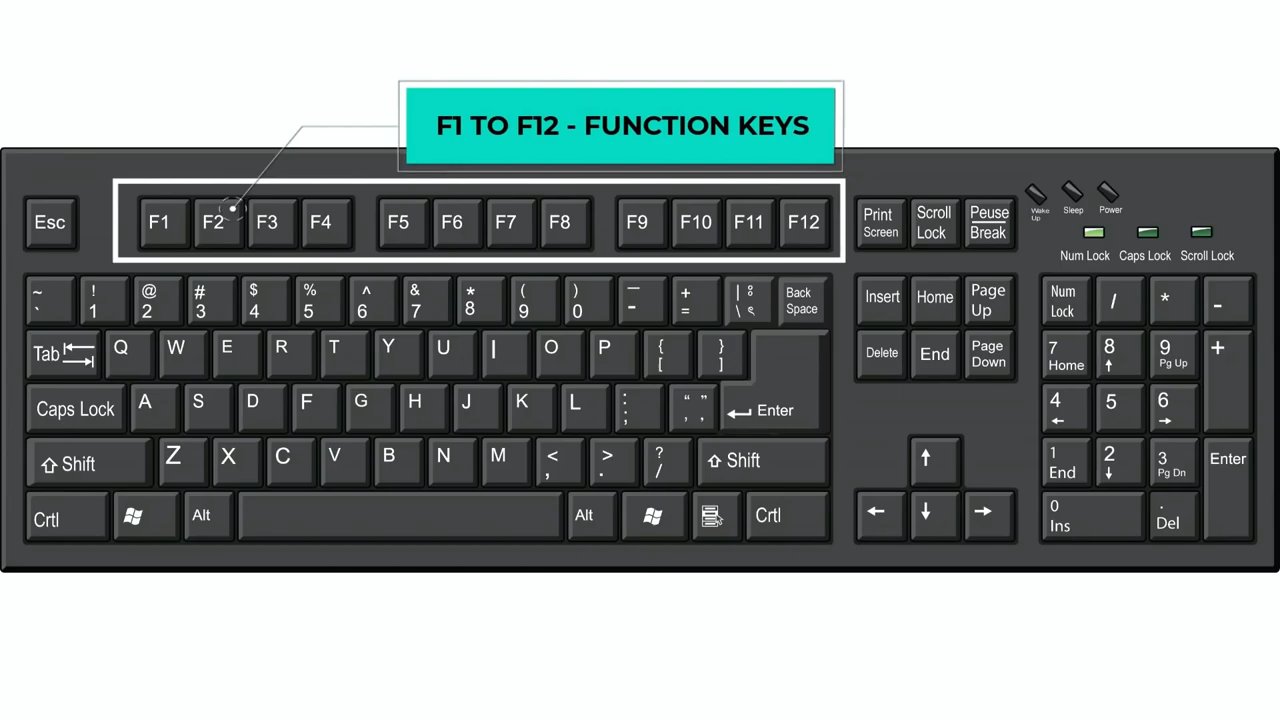 F1 TO F12 - FUNCTION KEYS
Esc
F1
F2
F3
F4
F5
F6
F7
F8
F9
F10
F11
F12
Print
Screen
Scroll
Lock
Peuse
Break
Wake
Up
Sleep
Power
Num Lock
Caps Lock
Scroll Lock
~
`
!
1
@
2
#
3
$
4
%
5
^
6
&
7
*
8
(
9
)
0
—
-
+
=
|
\
Back
Space
Insert
Home
Page
Up
Num
Lock
/
*
-
Tab
Q
W
E
R
T
Y
U
I
O
P
{
[
}
]
Delete
End
Page
Down
7
Home
8
↑
9
Pg Up
+
Caps Lock
A
S
D
F
G
H
J
K
L
:
;
“ ”
, ,
Enter
4
←
5
6
→
Shift
Z
X
C
V
B
N
M
<
,
>
.
?
/
Shift
↑
1
End
2
↓
3
Pg Dn
Enter
Crtl
Alt
Alt
Crtl
←
↓
→
0
Ins
.
Del